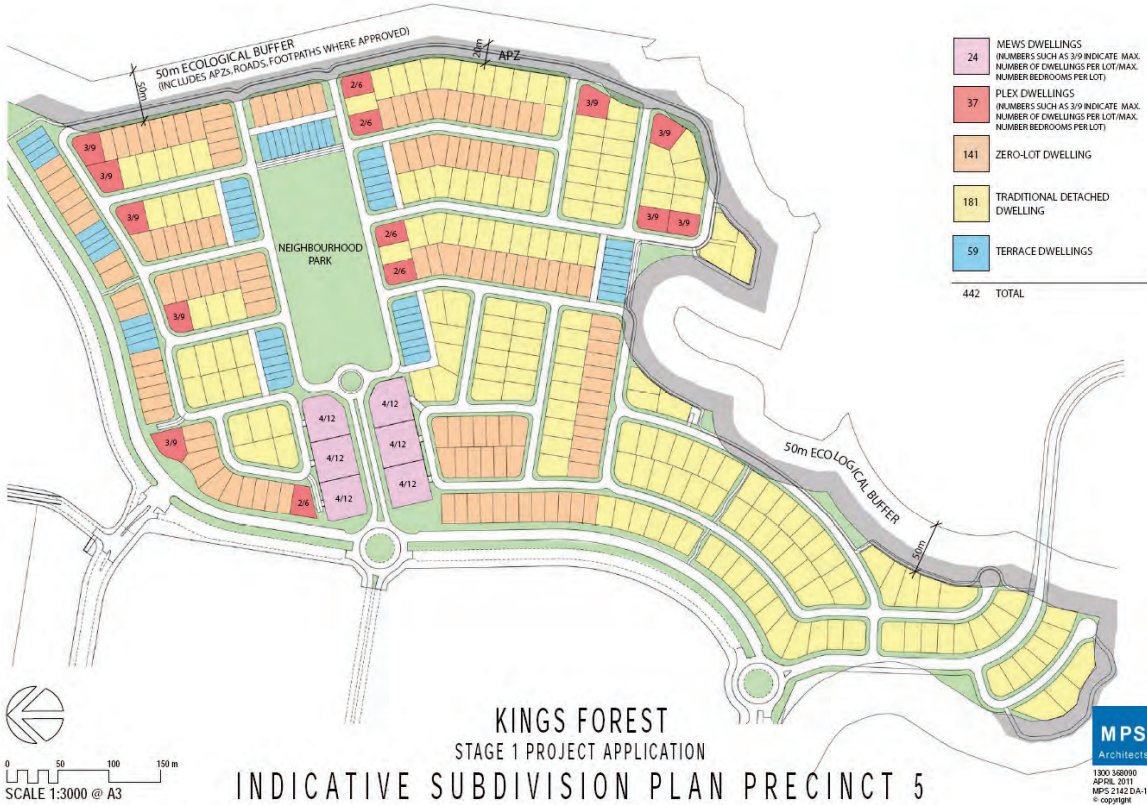 50m ECOLOGICAL BUFFER
(INCLUDES APZs, ROADS, FOOTPATHS WHERE APPROVED)
50m
20m
APZ
2/6
2/6
3/9
3/9
3/9
3/9
3/9
3/9
3/9
2/6
2/6
3/9
NEIGHBOURHOOD
PARK
4/12
4/12
4/12
4/12
4/12
4/12
3/9
2/6
50m ECOLOGICAL BUFFER
50m
24
MEWS DWELLINGS
(NUMBERS SUCH AS 3/9 INDICATE MAX.
NUMBER OF DWELLINGS PER LOT/MAX.
NUMBER BEDROOMS PER LOT)
37
PLEX DWELLINGS
(NUMBERS SUCH AS 3/9 INDICATE MAX.
NUMBER OF DWELLINGS PER LOT/MAX.
NUMBER BEDROOMS PER LOT)
141
ZERO-LOT DWELLING
181
TRADITIONAL DETACHED
DWELLING
59
TERRACE DWELLINGS
442 TOTAL
0 50 100 150 m
SCALE 1:3000 @ A3
KINGS FOREST
STAGE 1 PROJECT APPLICATION
INDICATIVE SUBDIVISION PLAN PRECINCT 5
MPS
Architects
1300 368090
APRIL 2011
MPS 2142 DA-
© copyright